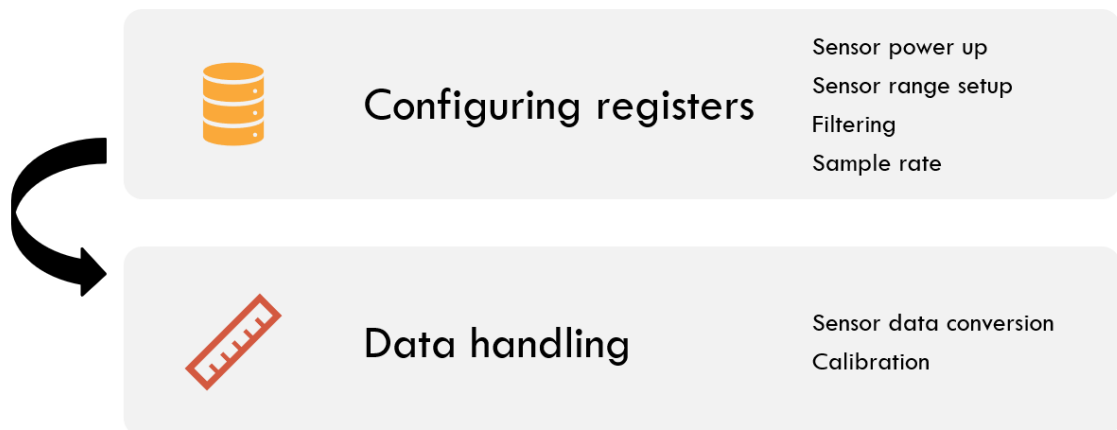 Configuring registers
Sensor power up
Sensor range setup
Filtering
Sample rate
Data handling
Sensor data conversion
Calibration